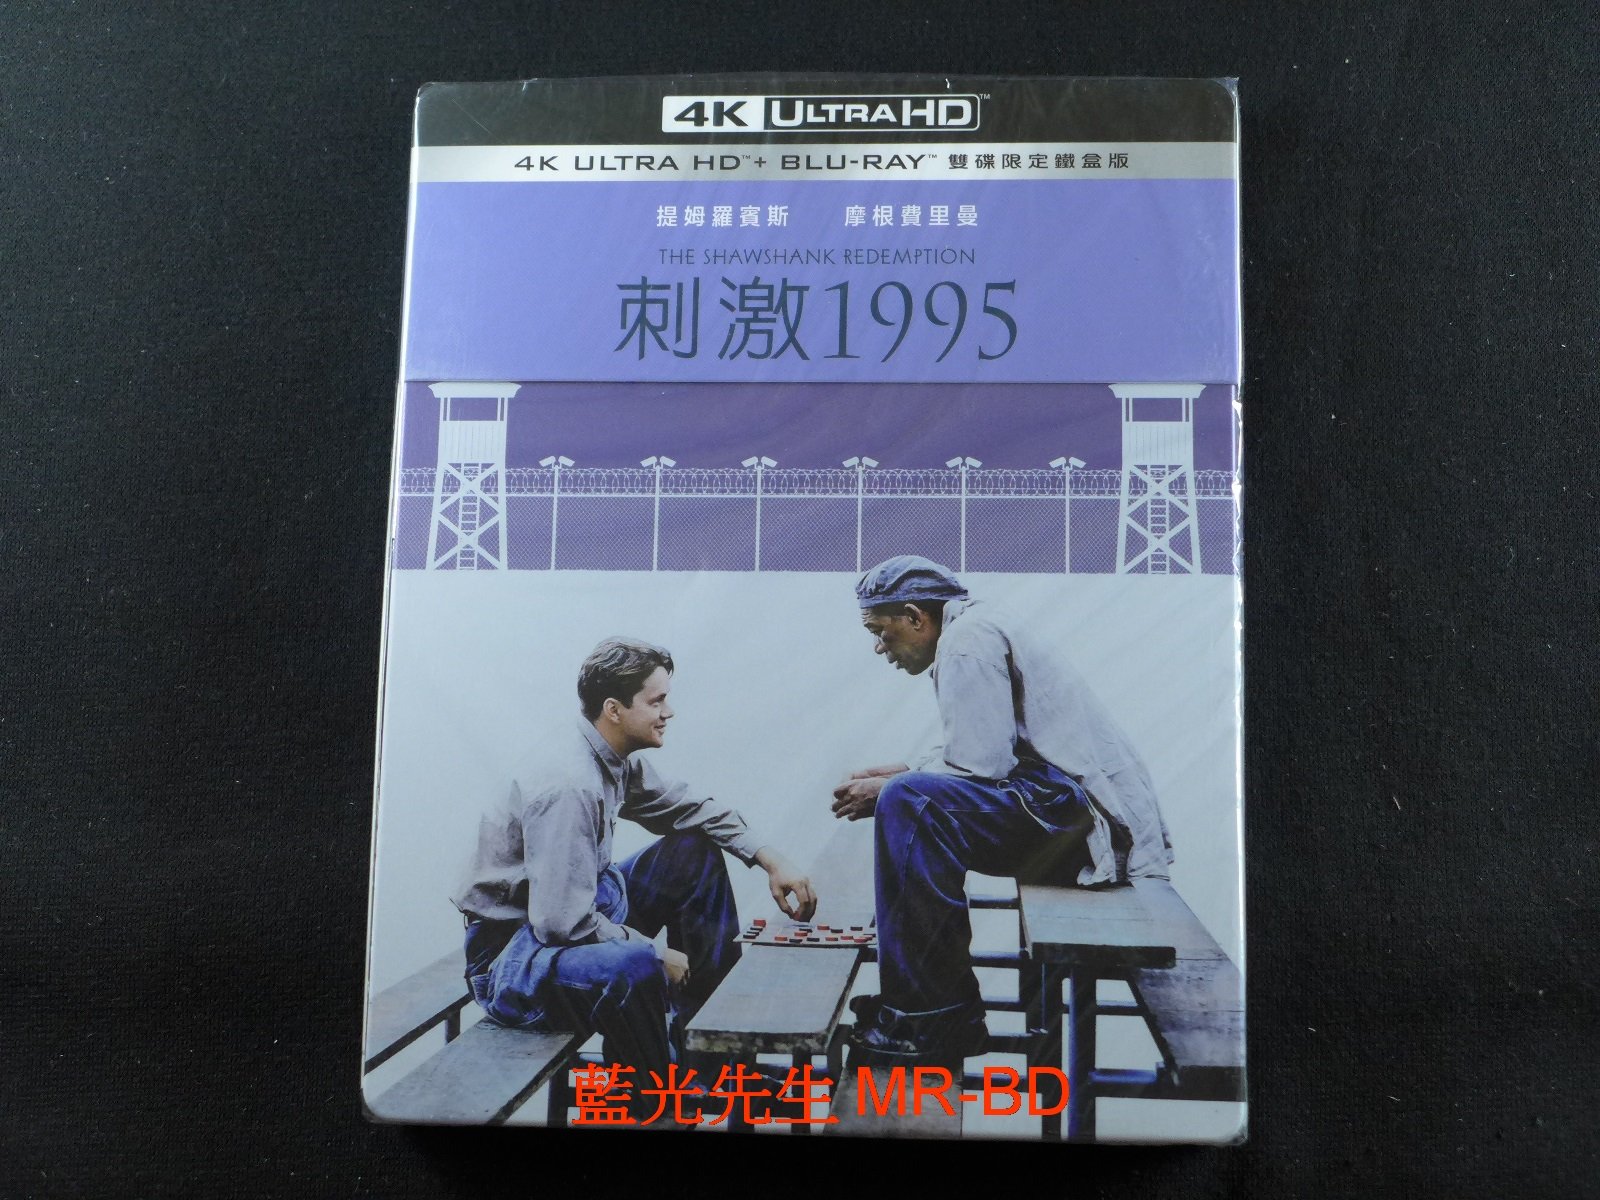 4K ULTRA HD™
4K ULTRA HD™ + BLU-RAY™ 雙碟限定鐵盒版
提姆羅賓斯 摩根費里曼
THE SHAWSHANK REDEMPTION
刺激1995
藍光先生 MR-BD